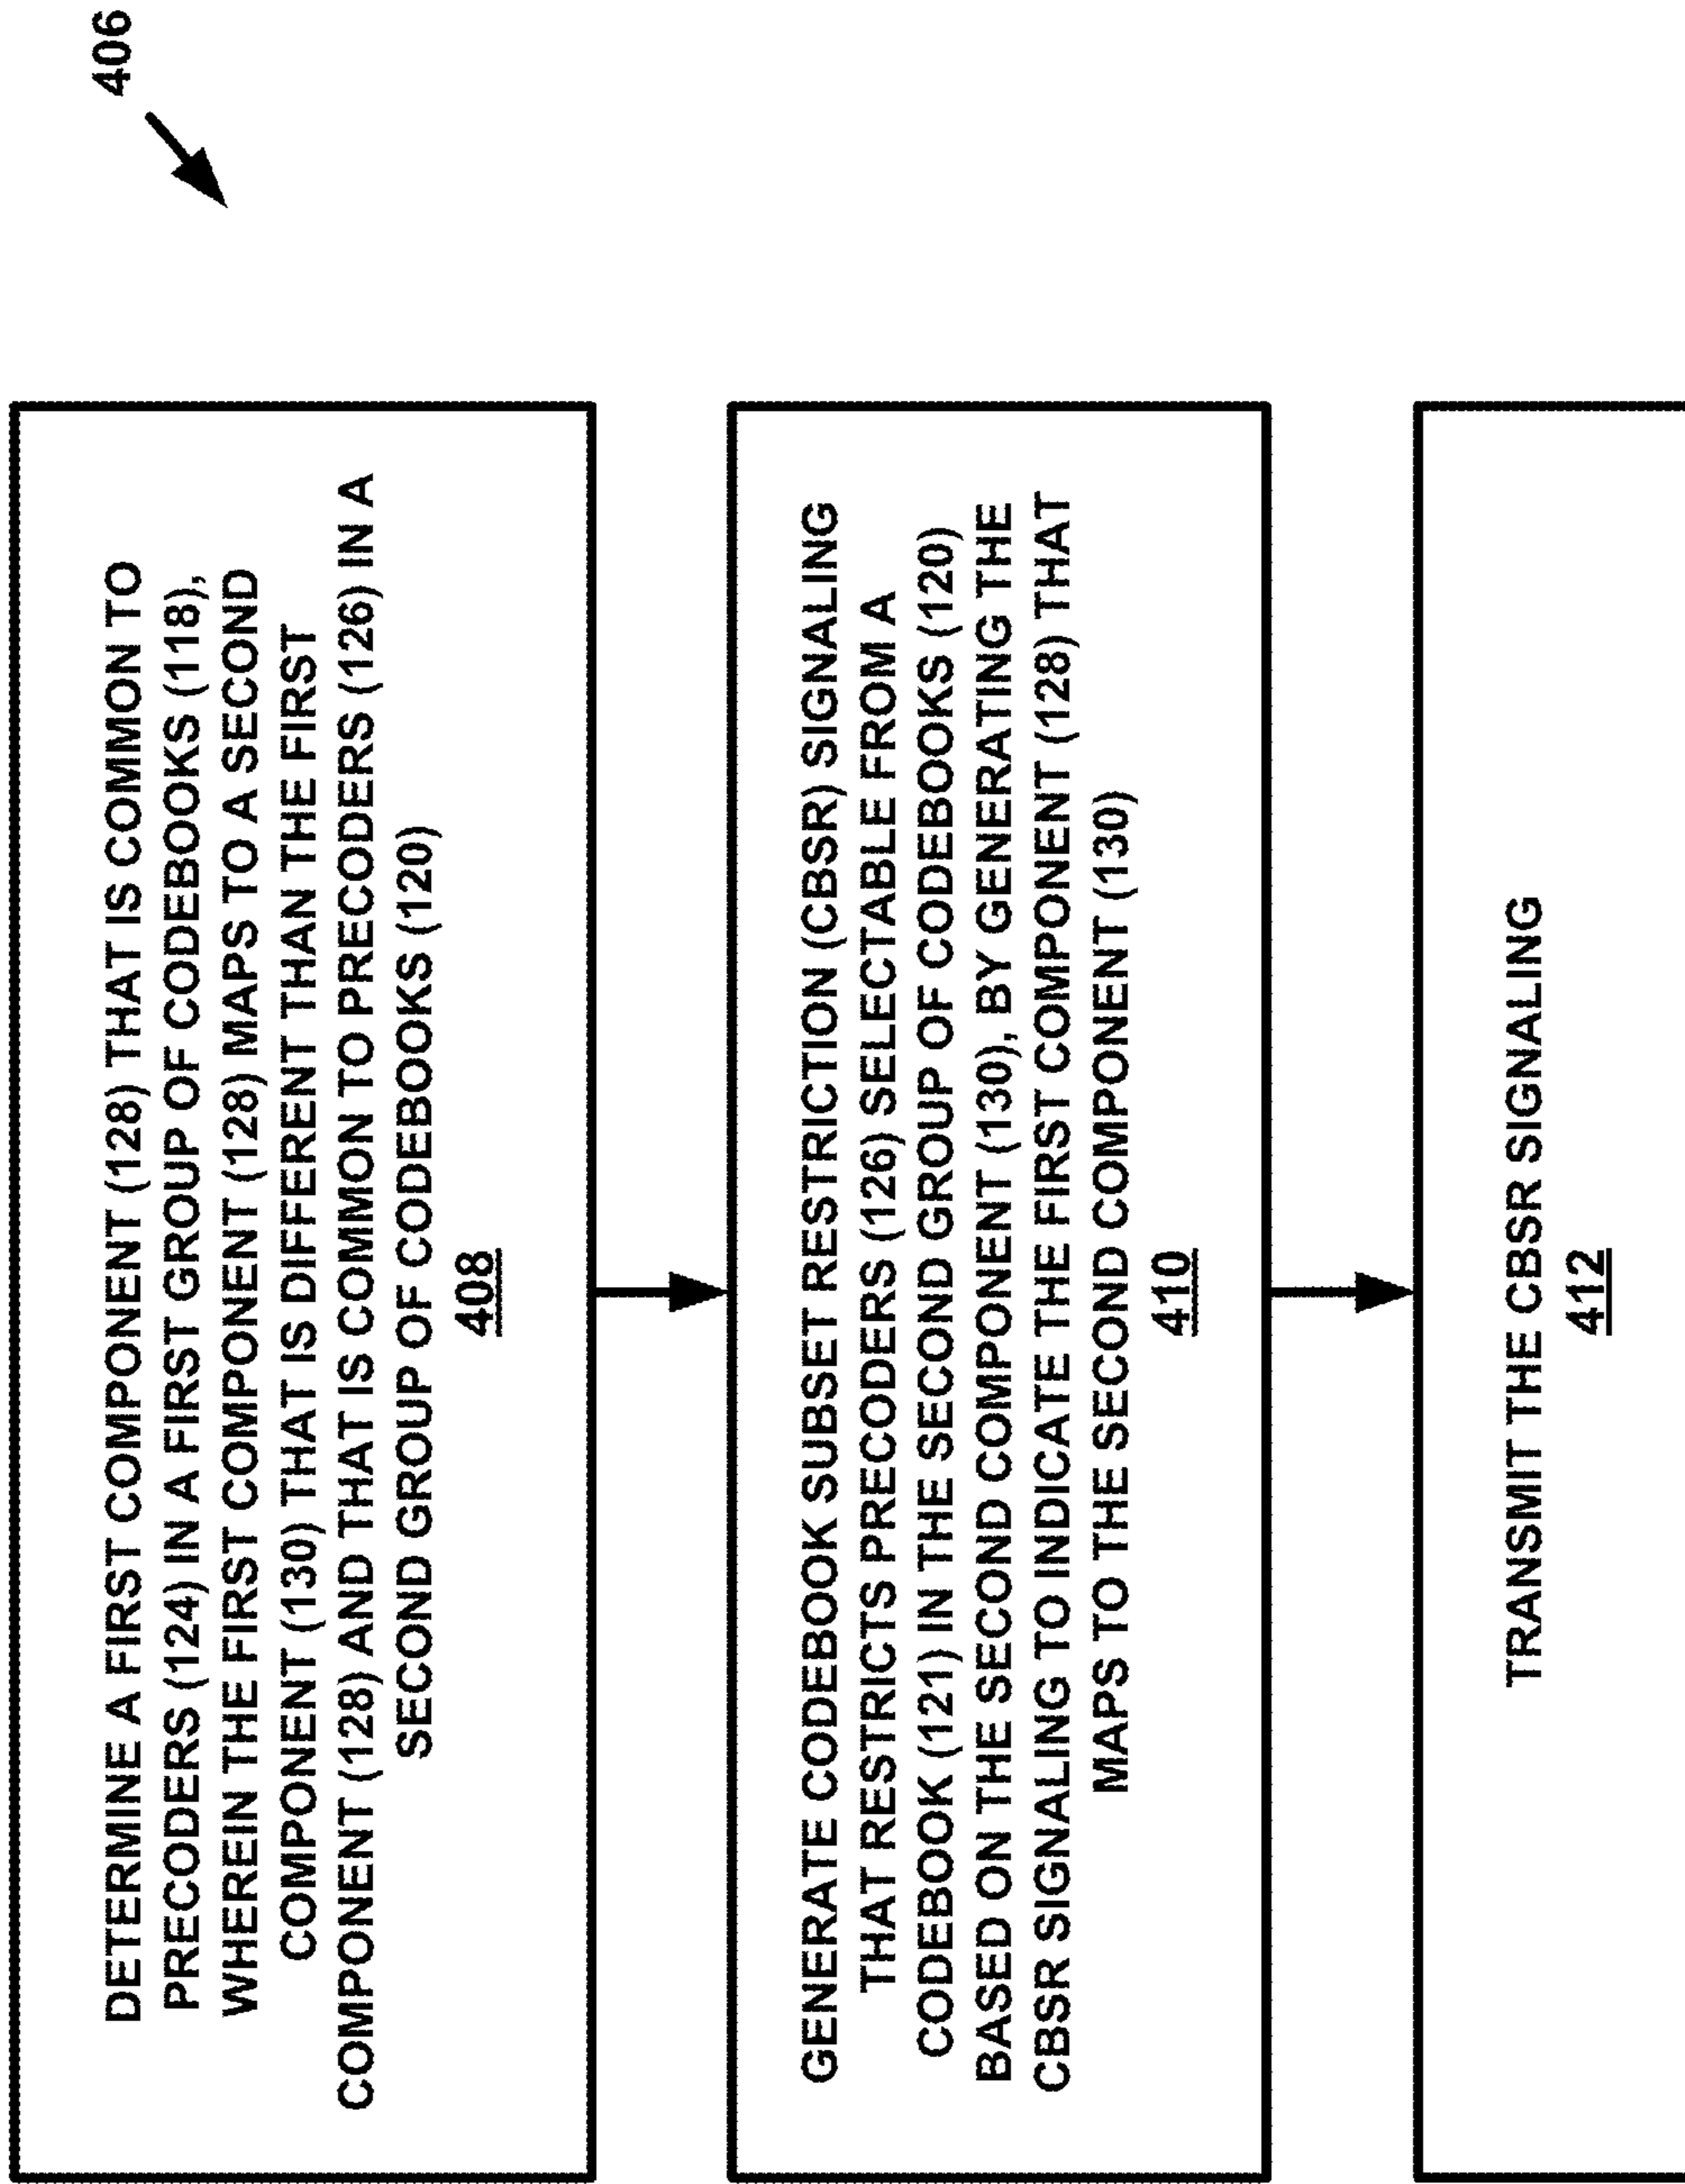 406
DETERMINE A FIRST COMPONENT (128) THAT IS COMMON TO
PRECODERS (124) IN A FIRST GROUP OF CODEBOOKS (118),
WHEREIN THE FIRST COMPONENT (128) MAPS TO A SECOND
COMPONENT (130) THAT IS DIFFERENT THAN THE FIRST
COMPONENT (128) AND THAT IS COMMON TO PRECODERS (126) IN A
SECOND GROUP OF CODEBOOKS (120)
408
GENERATE CODEBOOK SUBSET RESTRICTION (CBSR) SIGNALING
THAT RESTRICTS PRECODERS (126) SELECTABLE FROM A
CODEBOOK (121) IN THE SECOND GROUP OF CODEBOOKS (120)
BASED ON THE SECOND COMPONENT (130), BY GENERATING THE
CBSR SIGNALING TO INDICATE THE FIRST COMPONENT (128) THAT
MAPS TO THE SECOND COMPONENT (130)
410
TRANSMIT THE CBSR SIGNALING
412